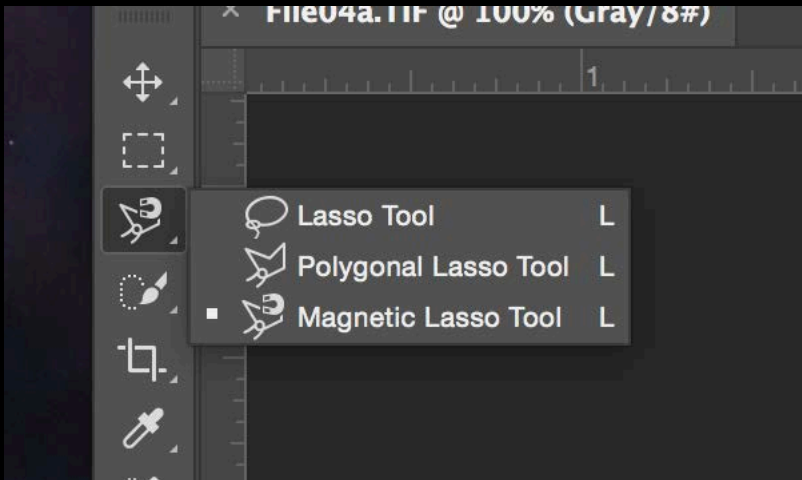 × File04a.TIF @ 100% (Gray/8#)
1
Lasso Tool L
Polygonal Lasso Tool L
Magnetic Lasso Tool L